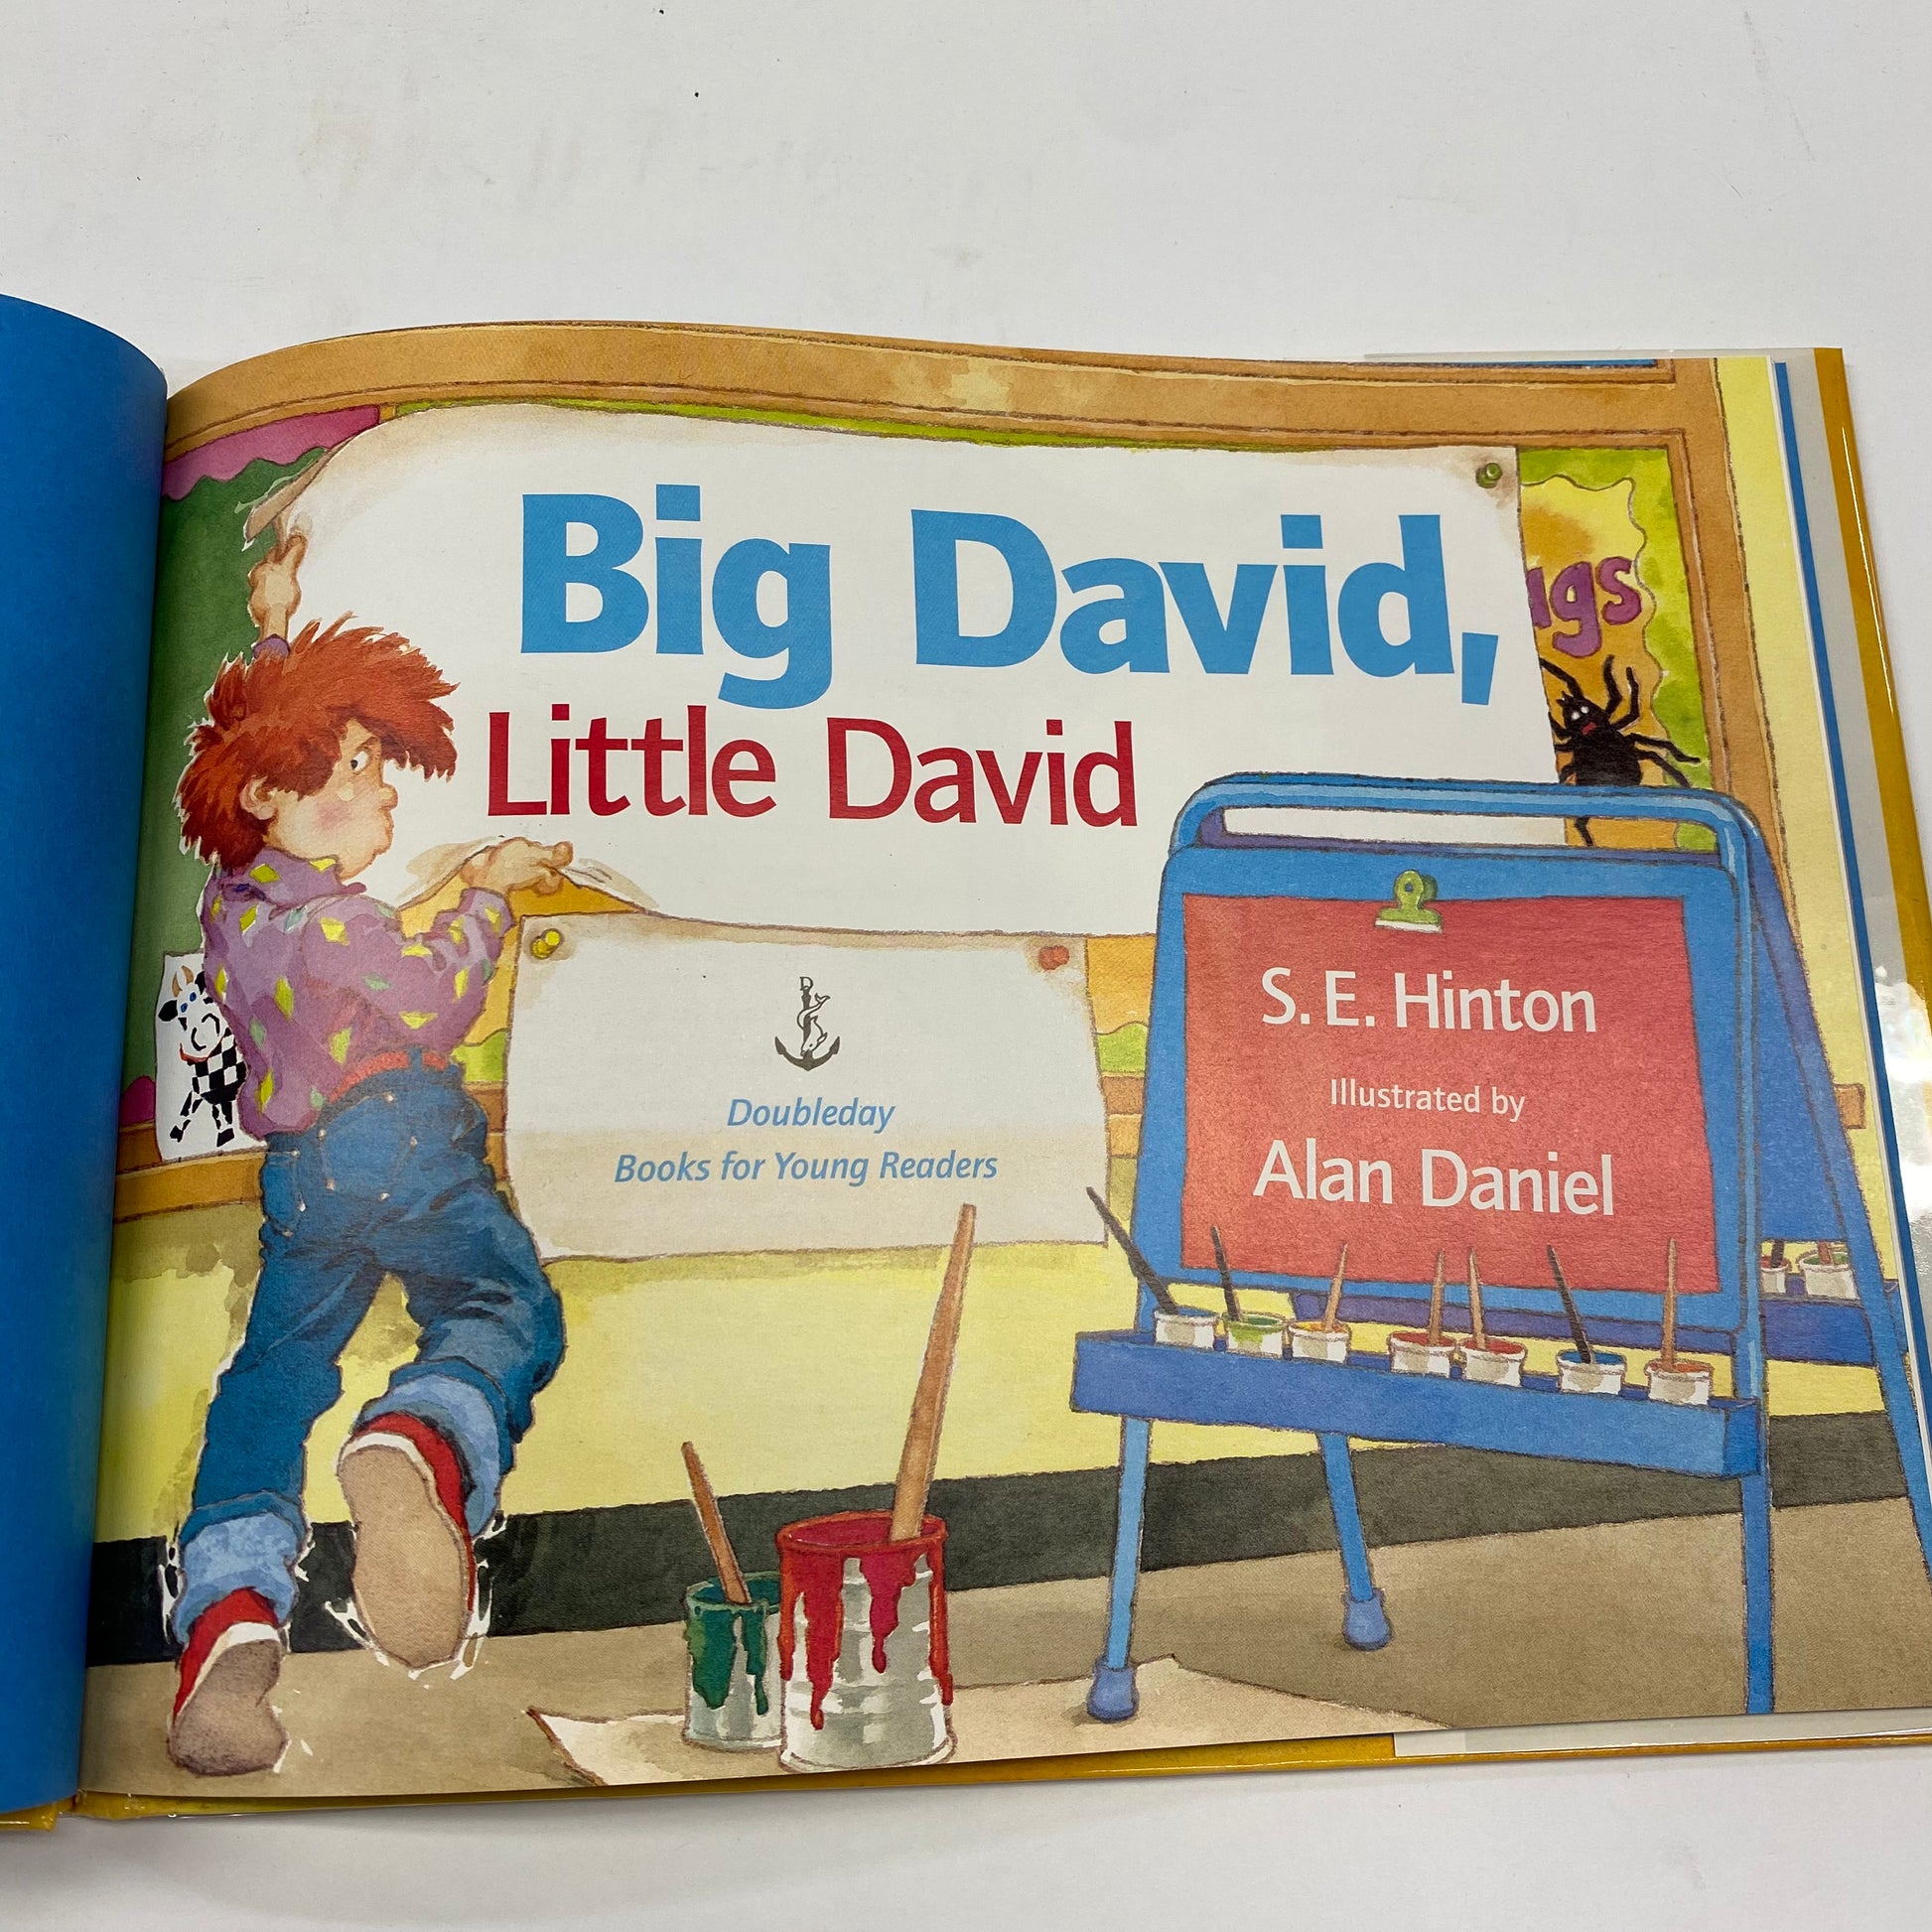 Big David,
Little David
Doubleday
Books for Young Readers
S.E. Hinton
Illustrated by
Alan Daniel